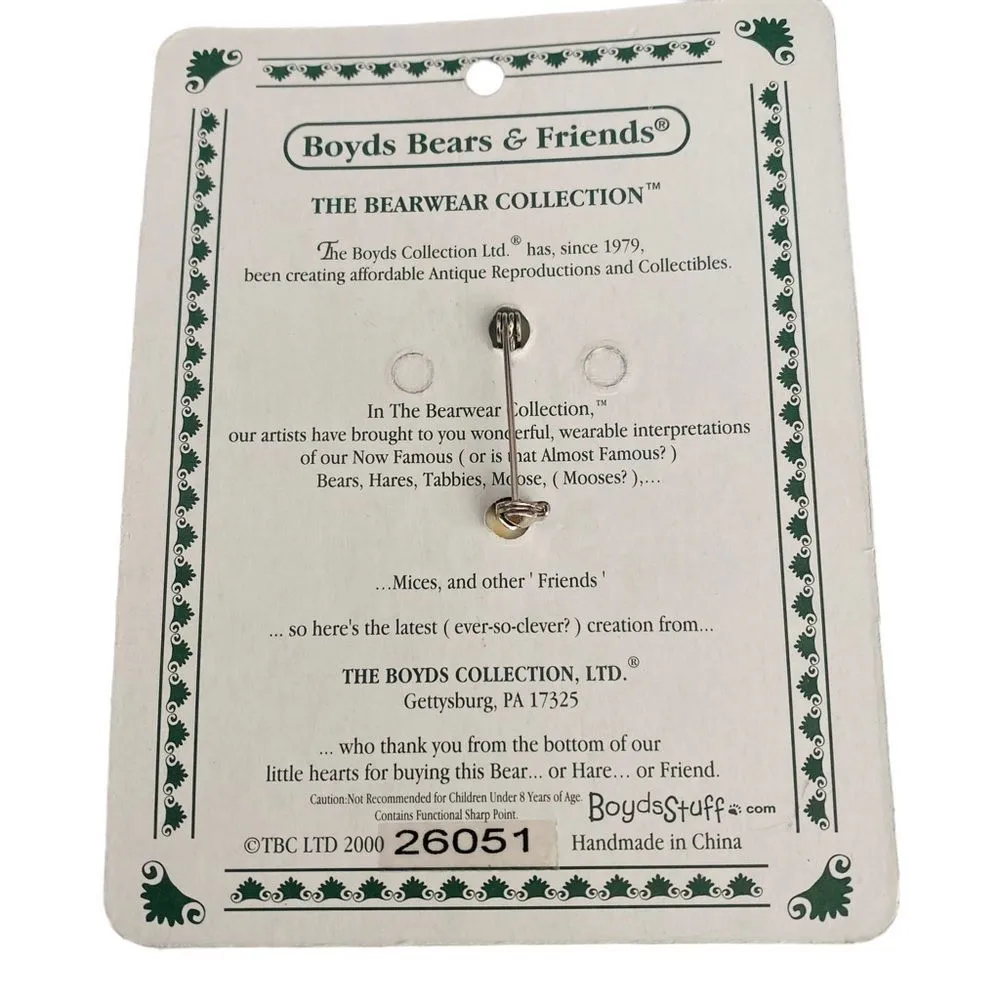 Boyds Bears & Friends®
THE BEARWEAR COLLECTION™
The Boyds Collection Ltd.® has, since 1979,
been creating affordable Antique Reproductions and Collectibles.
In The Bearwear Collection,™
our artists have brought to you wonderful, wearable interpretations
of our Now Famous ( or is that Almost Famous? )
Bears, Hares, Tabbies, Moose, ( Mooses? ),...
...Mices, and other ' Friends '
... so here's the latest ( ever-so-clever? ) creation from...
THE BOYDS COLLECTION, LTD.®
Gettysburg, PA 17325
... who thank you from the bottom of our
little hearts for buying this Bear... or Hare... or Friend.
Caution:Not Recommended for Children Under 8 Years of Age.
Contains Functional Sharp Point.
BoydsStuff.com
©TBC LTD 2000 26051 Handmade in China